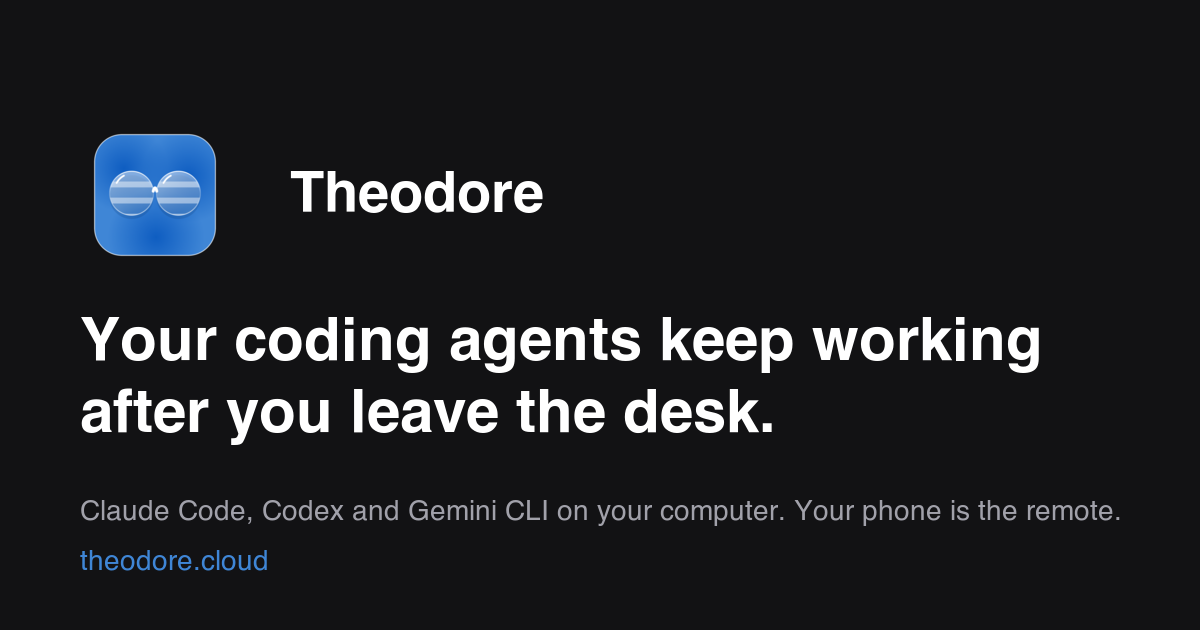 Theodore
Your coding agents keep working
after you leave the desk.
Claude Code, Codex and Gemini CLI on your computer. Your phone is the remote.
theodore.cloud